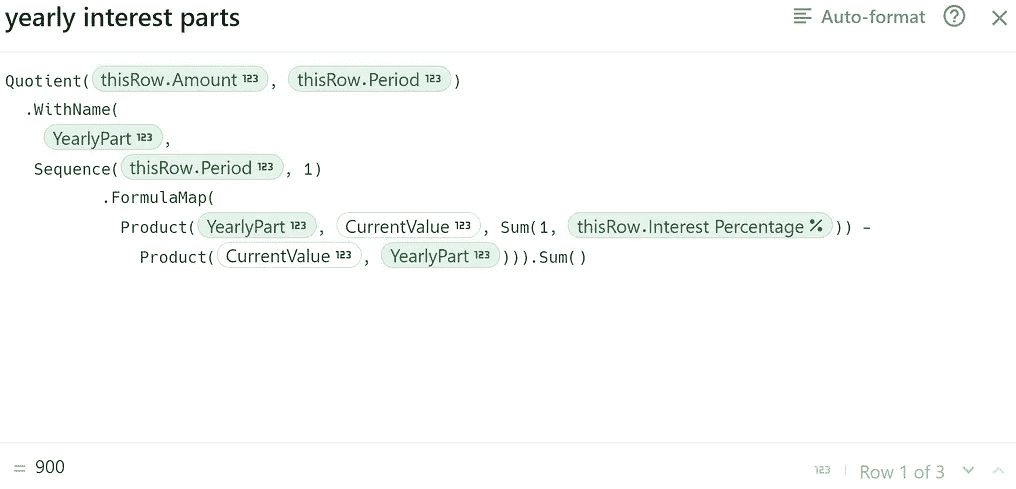 yearly interest parts
Auto-format
Quotient( thisRow.Amount 123 , thisRow.Period 123 )
.WithName(
YearlyPart 123 ,
Sequence( thisRow.Period 123 , 1)
.FormulaMap(
Product( YearlyPart 123 , CurrentValue 123 , Sum(1, thisRow.Interest Percentage % )) -
Product( CurrentValue 123 , YearlyPart 123 ))).Sum()
= 900
123 | Row 1 of 3